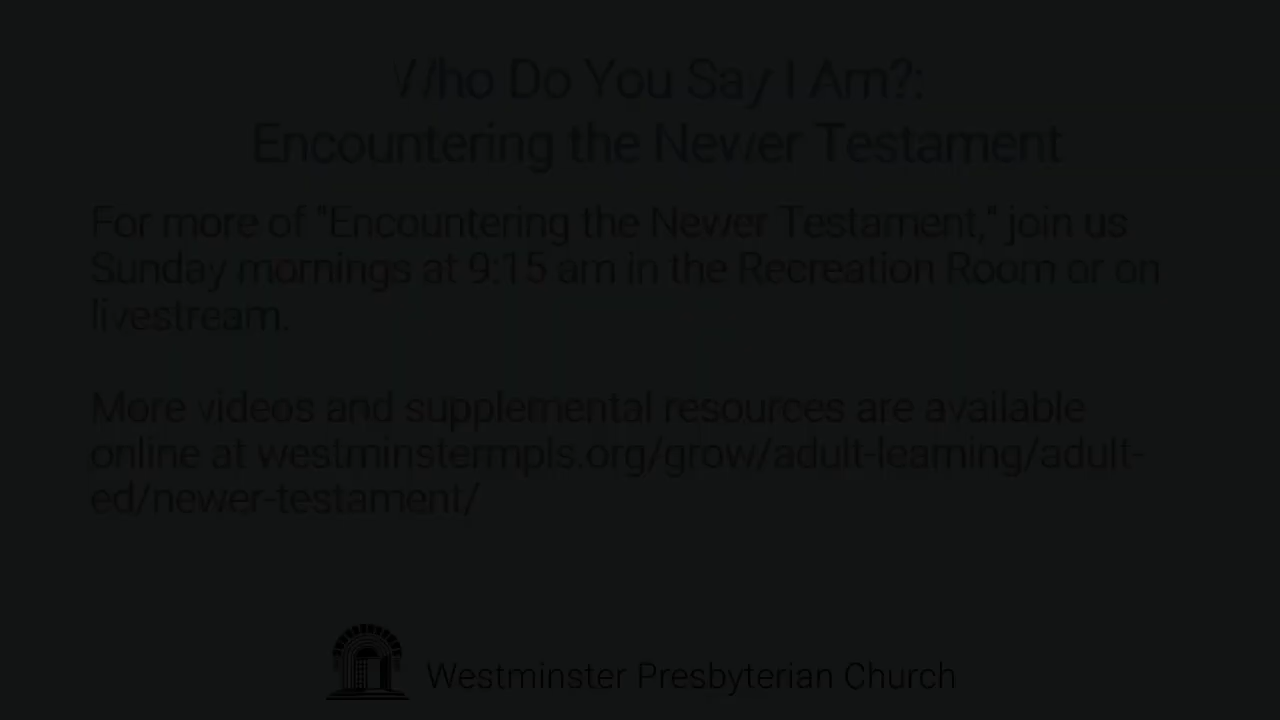 Who Do You Say I Am?:
Encountering the Newer Testament
For more of "Encountering the Newer Testament," join us
Sunday mornings at 9:15 am in the Recreation Room or on
livestream.
More videos and supplemental resources are available
online at westminstermpls.org/grow/adult-learning/adult-
ed/newer-testament/
Westminster Presbyterian Church